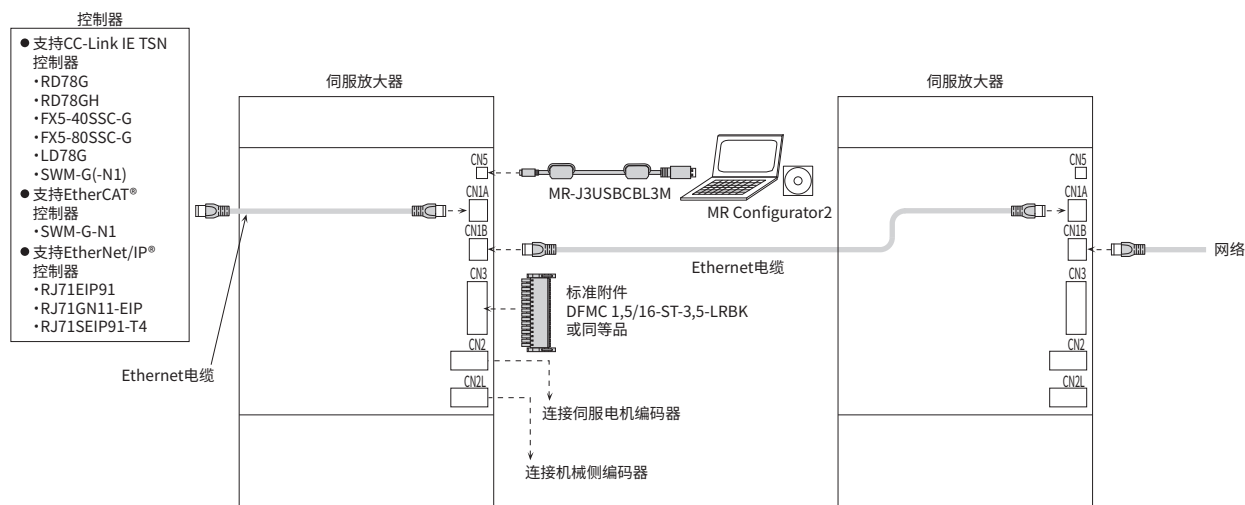 控制器
●支持CC-Link IE TSN
控制器
・RD78G
・RD78GH
・FX5-40SSC-G
・FX5-80SSC-G
・LD78G
・SWM-G(-N1)
●支持EtherCAT®
控制器
・SWM-G-N1
●支持EtherNet/IP®
控制器
・RJ71EIP91
・RJ71GN11-EIP
・RJ71SEIP91-T4
Ethernet电缆
伺服放大器
CN5
CN1A
CN1B
CN3
CN2
CN2L
MR-J3USBCBL3M
MR Configurator2
Ethernet电缆
标准附件
DFMC 1,5/16-ST-3,5-LRBK
或同等品
连接伺服电机编码器
连接机械侧编码器
伺服放大器
CN5
CN1A
CN1B
CN3
CN2
CN2L
网络